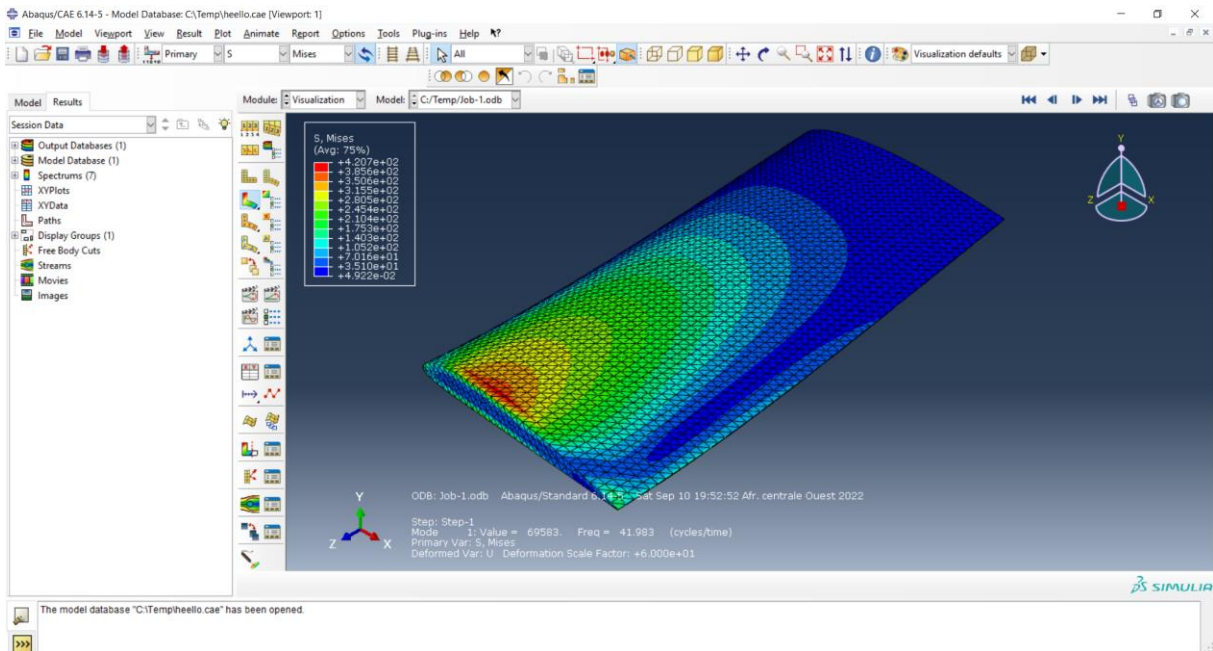 Abaqus/CAE 6.14-5 - Model Database: C:\Temp\heello.cae [Viewport: 1]
File Model Viewport View Result Plot Animate Report Options Tools Plug-ins Help
Primary S Mises All Visualization defaults
Model Results Module: Visualization Model: C:/Temp/Job-1.odb
Session Data
Output Databases (1)
Model Database (1)
Spectrums (7)
XYPlots
XYData
Paths
Display Groups (1)
Free Body Cuts
Streams
Movies
Images
S, Mises
(Avg: 75%)
+4.207e+02
+3.856e+02
+3.506e+02
+3.155e+02
+2.805e+02
+2.454e+02
+2.104e+02
+1.753e+02
+1.403e+02
+1.052e+02
+7.016e+01
+3.510e+01
+4.922e-02
Y
Z X
Y
Z X
ODB: Job-1.odb Abaqus/Standard 6.14-5 Sat Sep 10 19:52:52 Afr. centrale Ouest 2022
Step: Step-1
Mode 1: Value = 69583. Freq = 41.983 (cycles/time)
Primary Var: S, Mises
Deformed Var: U Deformation Scale Factor: +6.000e+01
SIMULIA
The model database "C:\Temp\heello.cae" has been opened.
>>>